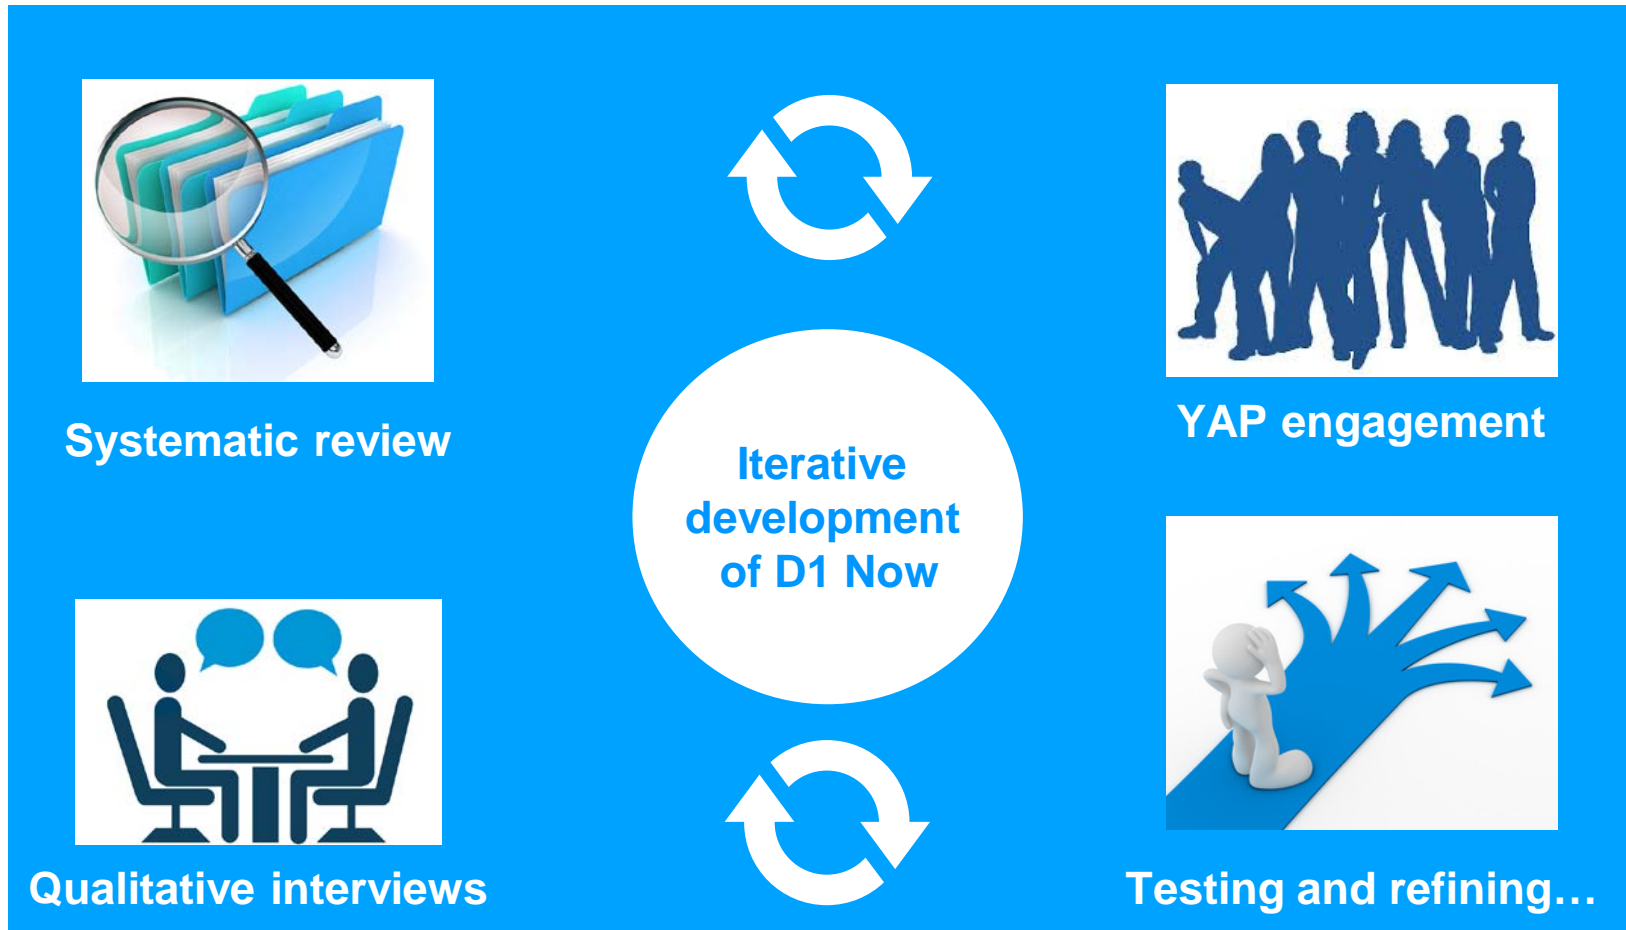 Systematic review
YAP engagement
Iterative
development
of D1 Now
Qualitative interviews
Testing and refining…